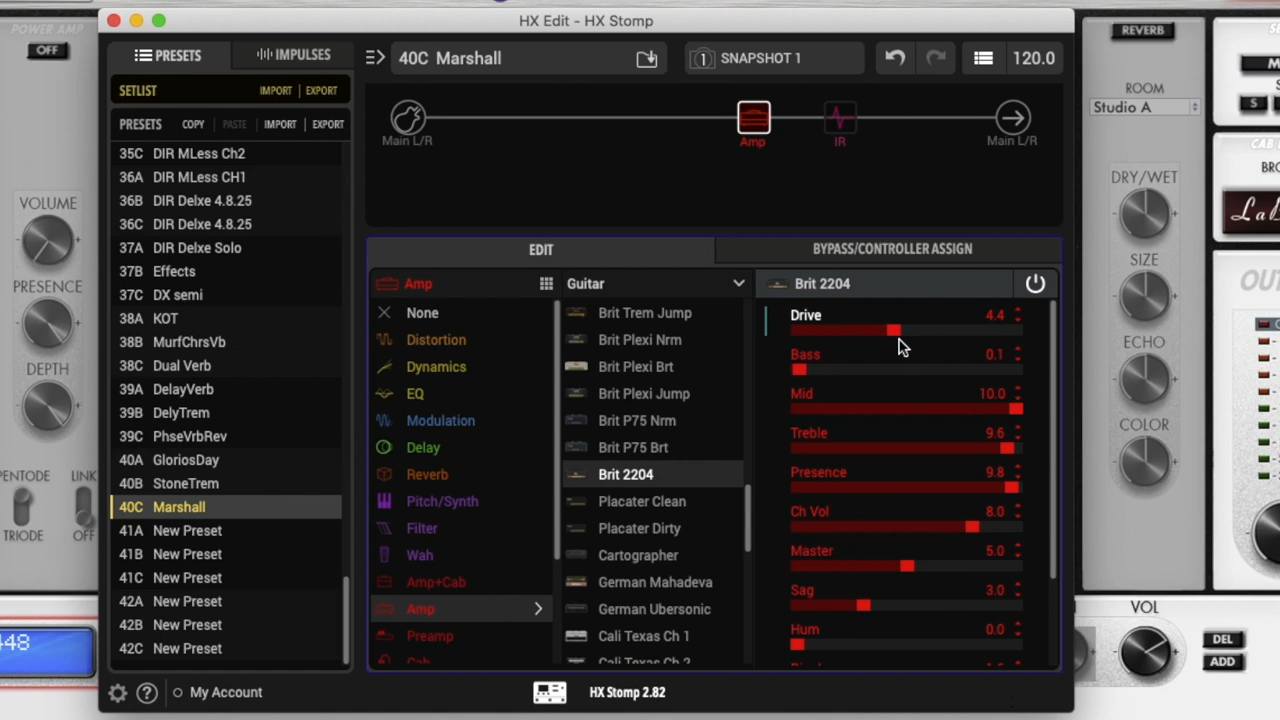 POWER AMP
OFF
VOLUME
PRESENCE
DEPTH
PENTODE
LINK
TRIODE
OFF
448
HX Edit - HX Stomp
PRESETS
IMPULSES
SETLIST
IMPORT | EXPORT
PRESETS COPY PASTE IMPORT EXPORT
35C DIR MLess Ch2
36A DIR MLess CH1
36B DIR Delxe 4.8.25
36C DIR Delxe 4.8.25
37A DIR Delxe Solo
37B Effects
37C DX semi
38A KOT
38B MurfChrsVb
38C Dual Verb
39A DelayVerb
39B DelyTrem
39C PhseVrbRev
40A GloriosDay
40B StoneTrem
40C Marshall
41A New Preset
41B New Preset
41C New Preset
42A New Preset
42B New Preset
42C New Preset
My Account
40C Marshall
1 SNAPSHOT 1
120.0
Main L/R
Amp
IR
Main L/R
EDIT
BYPASS/CONTROLLER ASSIGN
Amp
None
Distortion
Dynamics
EQ
Modulation
Delay
Reverb
Pitch/Synth
Filter
Wah
Amp+Cab
Amp
Preamp
Cab
Guitar
Brit Trem Jump
Brit Plexi Nrm
Brit Plexi Brt
Brit Plexi Jump
Brit P75 Nrm
Brit P75 Brt
Brit 2204
Placater Clean
Placater Dirty
Cartographer
German Mahadeva
German Ubersonic
Cali Texas Ch 1
Cali Texas Ch 2
Brit 2204
Drive 4.4
Bass 0.1
Mid 10.0
Treble 9.6
Presence 9.8
Ch Vol 8.0
Master 5.0
Sag 3.0
Hum 0.0
HX Stomp 2.82
REVERB
ROOM
Studio A
DRY/WET
SIZE
ECHO
COLOR
VOL
DEL
ADD
M
S